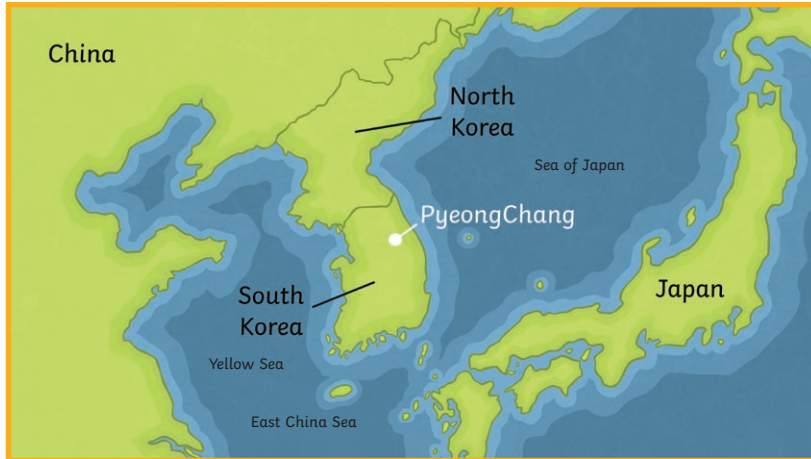 China
North
Korea
Sea of Japan
PyeongChang
Japan
South
Korea
Yellow Sea
East China Sea